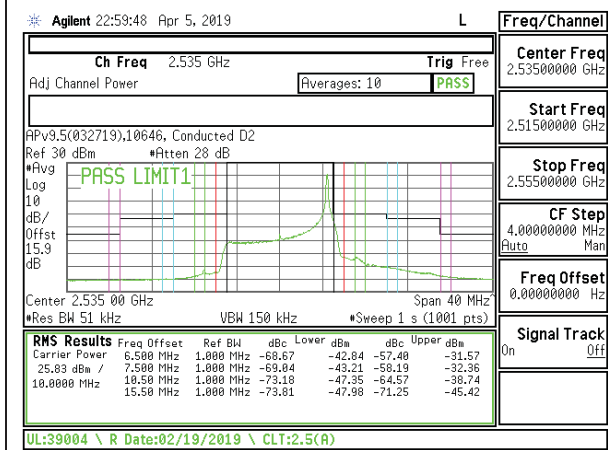 Agilent 22:59:48 Apr 5, 2019 L
Freq/Channel
Ch Freq 2.535 GHz Trig Free
Adj Channel Power Averages: 10 PASS
APv9.5(032719),10646, Conducted D2
Ref 30 dBm #Atten 28 dB
#Avg
Log
10
dB/
Offst
15.9
dB
PASS LIMIT1
Center 2.535 00 GHz Span 40 MHz^
#Res BW 51 kHz VBW 150 kHz #Sweep 1 s (1001 pts)
RMS Results Freq Offset Ref BW dBc Lower dBm dBc Upper dBm
Carrier Power 6.500 MHz 1.000 MHz -68.67 -42.84 -57.40 -31.57
25.83 dBm / 7.500 MHz 1.000 MHz -69.04 -43.21 -58.19 -32.36
10.0000 MHz 10.50 MHz 1.000 MHz -73.18 -47.35 -64.57 -38.74
15.50 MHz 1.000 MHz -73.81 -47.98 -71.25 -45.42
UL:39004 \ R Date:02/19/2019 \ CLT:2.5(A)
Center Freq
2.53500000 GHz
Start Freq
2.51500000 GHz
Stop Freq
2.55500000 GHz
CF Step
4.00000000 MHz
Auto Man
Freq Offset
0.00000000 Hz
Signal Track
On Off